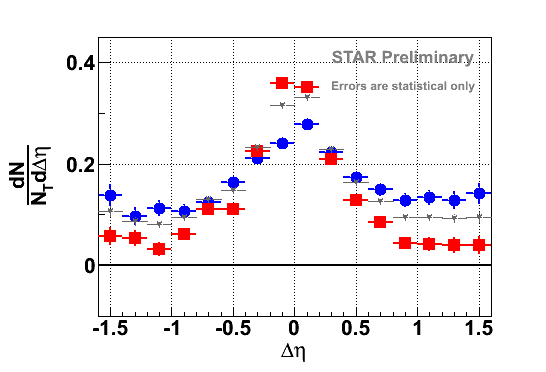 STAR Preliminary
Errors are statistical only
0.4
0.2
0
dN
N_T dΔη
-1.5 -1 -0.5 0 0.5 1 1.5
Δη